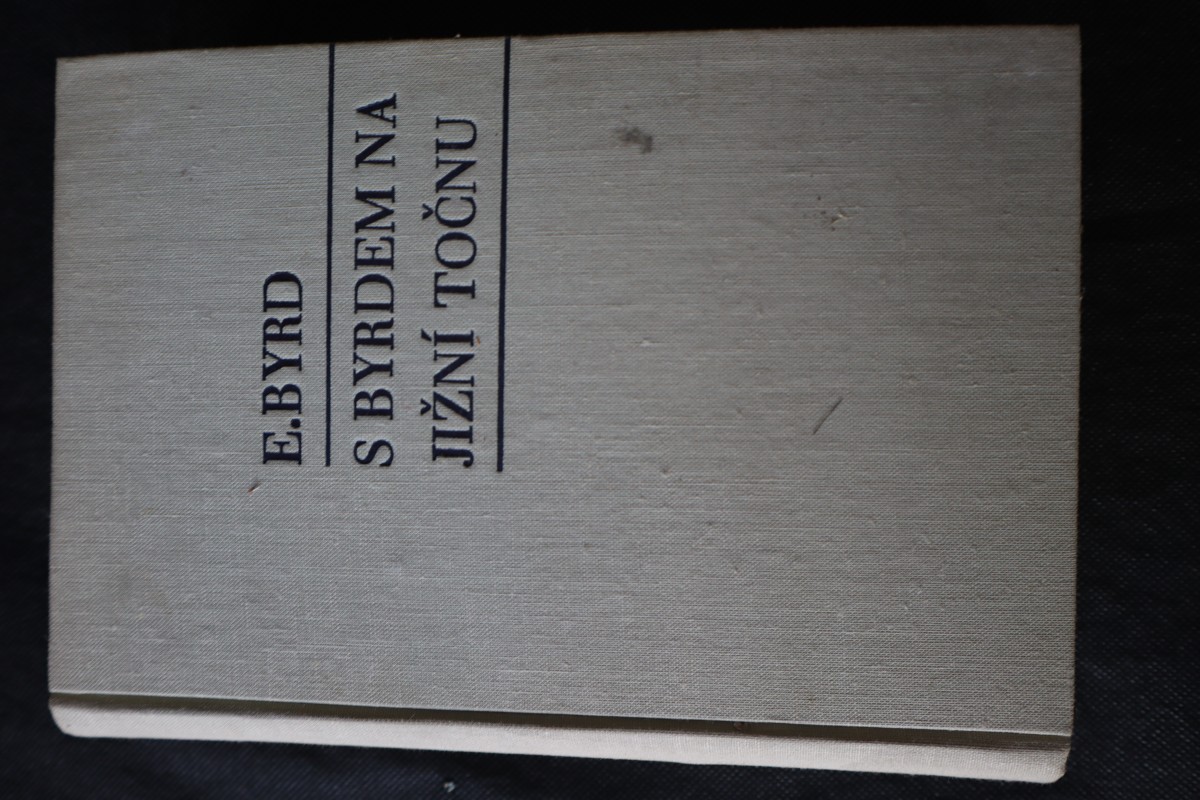 E. BYRD
S BYRDEM NA
JIŽNÍ TOČNU